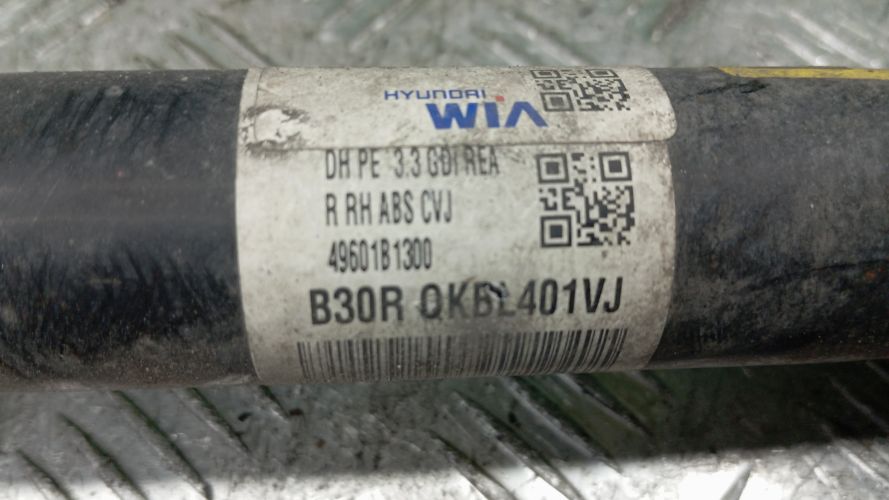 HYUNDAI
WIA
DH PE 3.3 GDI REA
R RH ABS CVJ
49601B1300
B30R QKBL401VJ